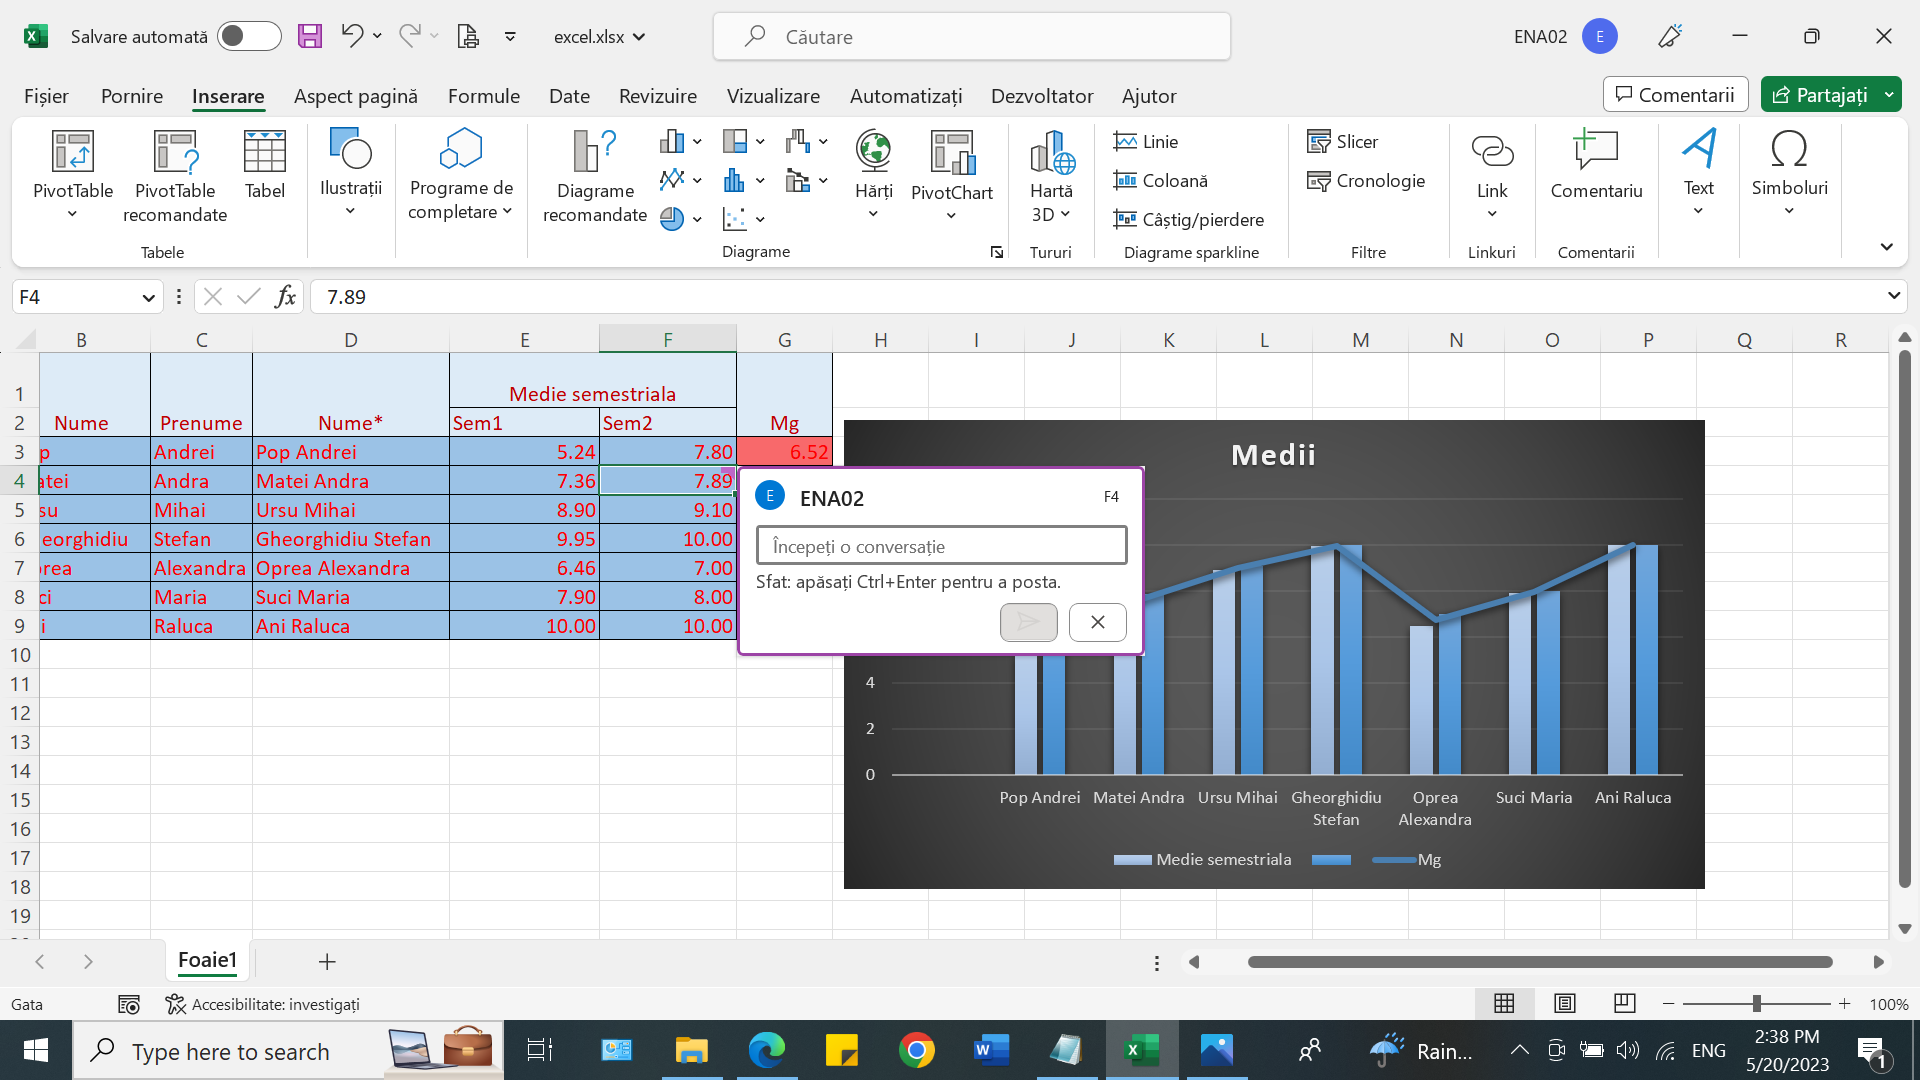 Salvare automată
excel.xlsx
Căutare
ENA02
E
Fișier Pornire Inserare Aspect pagină Formule Date Revizuire Vizualizare Automatizați Dezvoltator Ajutor
Comentarii
Partajați
PivotTable
PivotTable recomandate
Tabel
Tabele
Ilustrații
Programe de completare
Diagrame recomandate
Hărți
PivotChart
Diagrame
Hartă 3D
Tururi
Linie
Coloană
Câștig/pierdere
Diagrame sparkline
Slicer
Cronologie
Filtre
Link
Linkuri
Comentariu
Comentarii
Text
Simboluri
F4
fx
7.89
B C D E F G H I J K L M N O P Q R
1 Medie semestriala
2 Nume Prenume Nume* Sem1 Sem2 Mg
3 p Andrei Pop Andrei 5.24 7.80 6.52
4 atei Andra Matei Andra 7.36 7.89
5 su Mihai Ursu Mihai 8.90 9.10
6 eorghidiu Stefan Gheorghidiu Stefan 9.95 10.00
7 rea Alexandra Oprea Alexandra 6.46 7.00
8 ci Maria Suci Maria 7.90 8.00
9 i Raluca Ani Raluca 10.00 10.00
10
11
12
13
14
15
16
17
18
19
E ENA02 F4
Începeți o conversație
Sfat: apăsați Ctrl+Enter pentru a posta.
Medii
4
2
0
Pop Andrei Matei Andra Ursu Mihai Gheorghidiu Stefan Oprea Alexandra Suci Maria Ani Raluca
Medie semestriala Mg
Foaie1
Gata
Accesibilitate: investigați
100%
Type here to search
Rain...
ENG
2:38 PM
5/20/2023
1